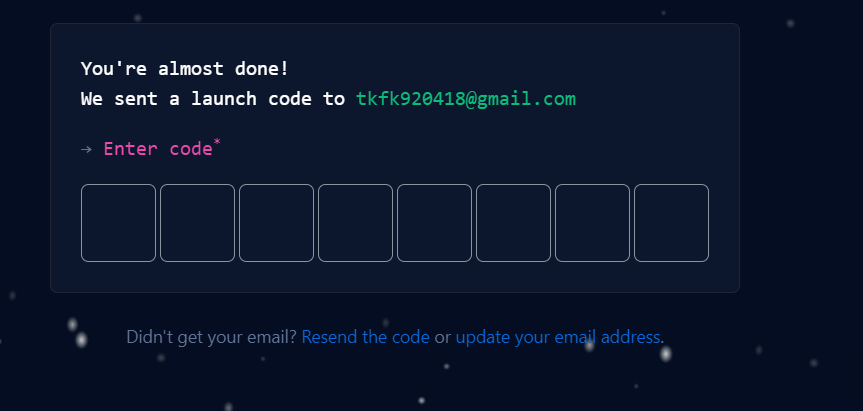 You're almost done!
We sent a launch code to tkfk920418@gmail.com
→ Enter code*
Didn't get your email? Resend the code or update your email address.